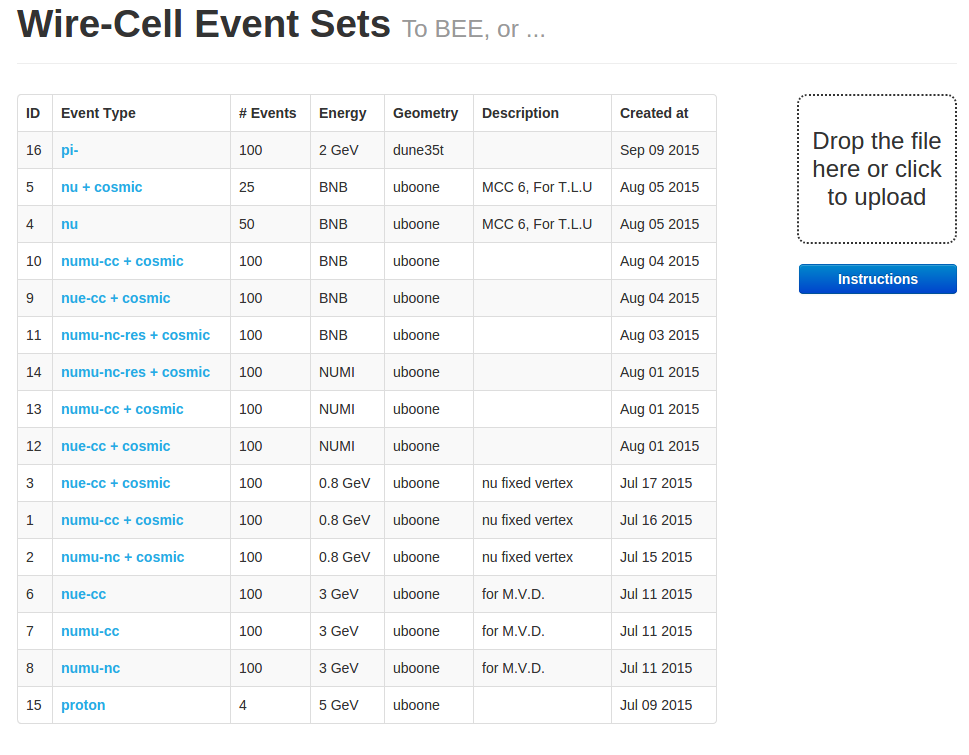 Wire-Cell Event Sets To BEE, or ...
ID Event Type # Events Energy Geometry Description Created at
16 pi- 100 2 GeV dune35t Sep 09 2015
5 nu + cosmic 25 BNB uboone MCC 6, For T.L.U Aug 05 2015
4 nu 50 BNB uboone MCC 6, For T.L.U Aug 05 2015
10 numu-cc + cosmic 100 BNB uboone Aug 04 2015
9 nue-cc + cosmic 100 BNB uboone Aug 04 2015
11 numu-nc-res + cosmic 100 BNB uboone Aug 03 2015
14 numu-nc-res + cosmic 100 NUMI uboone Aug 01 2015
13 numu-cc + cosmic 100 NUMI uboone Aug 01 2015
12 nue-cc + cosmic 100 NUMI uboone Aug 01 2015
3 nue-cc + cosmic 100 0.8 GeV uboone nu fixed vertex Jul 17 2015
1 numu-cc + cosmic 100 0.8 GeV uboone nu fixed vertex Jul 16 2015
2 numu-nc + cosmic 100 0.8 GeV uboone nu fixed vertex Jul 15 2015
6 nue-cc 100 3 GeV uboone for M.V.D. Jul 11 2015
7 numu-cc 100 3 GeV uboone for M.V.D. Jul 11 2015
8 numu-nc 100 3 GeV uboone for M.V.D. Jul 11 2015
15 proton 4 5 GeV uboone Jul 09 2015
Drop the file
here or click
to upload
Instructions